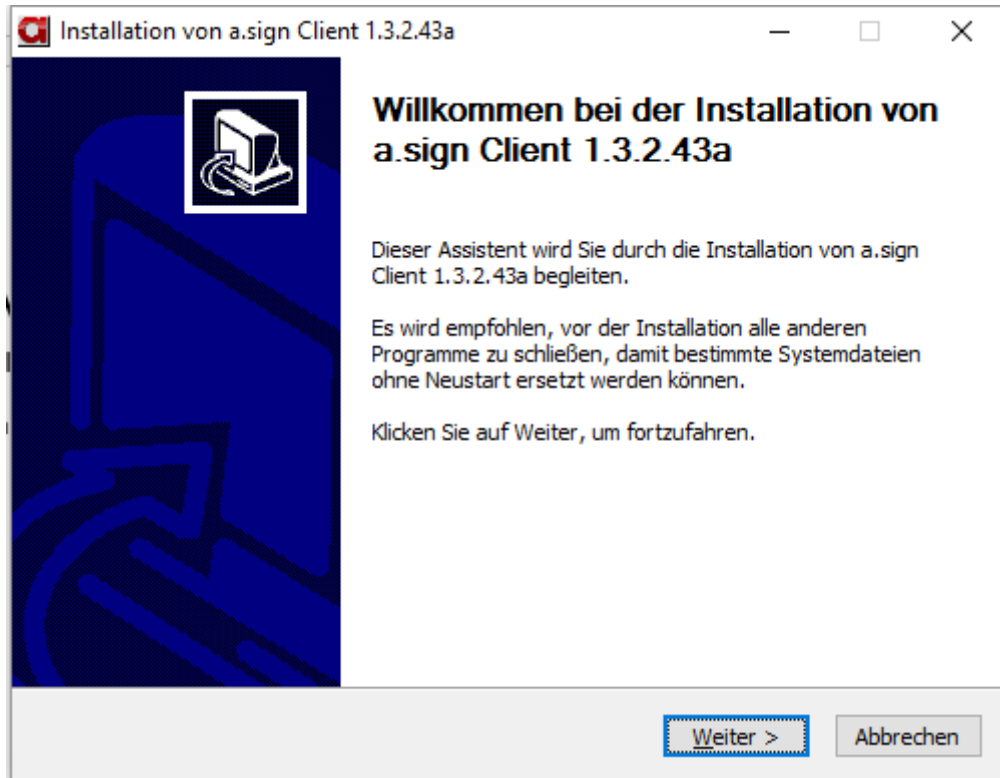 Installation von a.sign Client 1.3.2.43a
Willkommen bei der Installation von
a.sign Client 1.3.2.43a
Dieser Assistent wird Sie durch die Installation von a.sign
Client 1.3.2.43a begleiten.
Es wird empfohlen, vor der Installation alle anderen
Programme zu schließen, damit bestimmte Systemdateien
ohne Neustart ersetzt werden können.
Klicken Sie auf Weiter, um fortzufahren.
Weiter >
Abbrechen